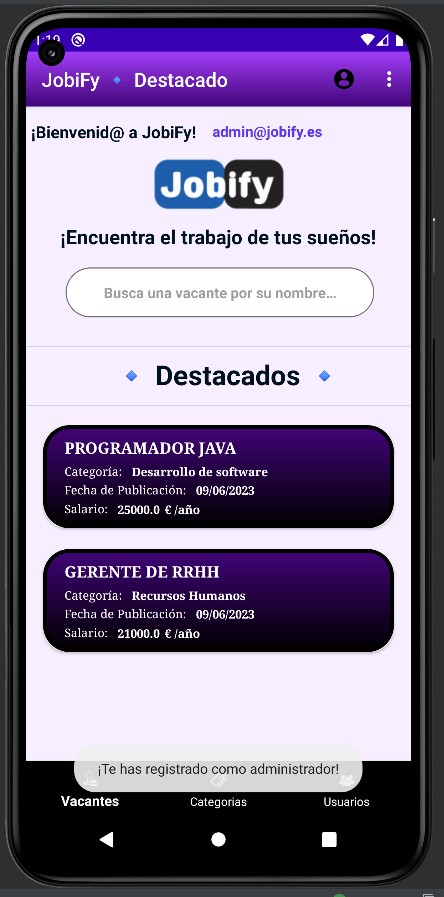 1:10
JobiFy 🔹 Destacado
¡Bienvenid@ a JobiFy! admin@jobify.es
Jobify
¡Encuentra el trabajo de tus sueños!
Busca una vacante por su nombre...
🔹 Destacados 🔹
PROGRAMADOR JAVA
Categoría: Desarrollo de software
Fecha de Publicación: 09/06/2023
Salario: 25000.0 €/año
GERENTE DE RRHH
Categoría: Recursos Humanos
Fecha de Publicación: 09/06/2023
Salario: 21000.0 €/año
¡Te has registrado como administrador!
Vacantes Categorías Usuarios